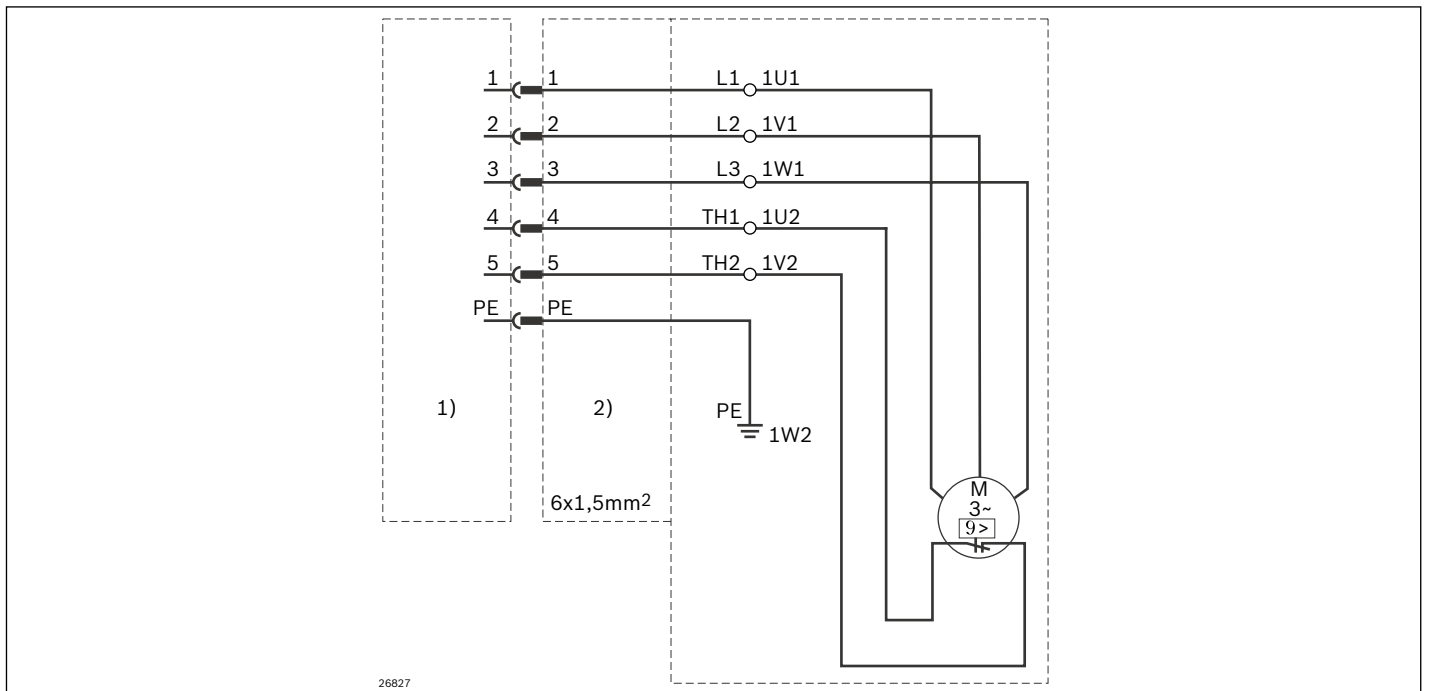 1 1 L1 1U1
2 2 L2 1V1
3 3 L3 1W1
4 4 TH1 1U2
5 5 TH2 1V2
PE PE
1) 2) PE
1W2
6x1,5mm2
M
3~
9>
26827